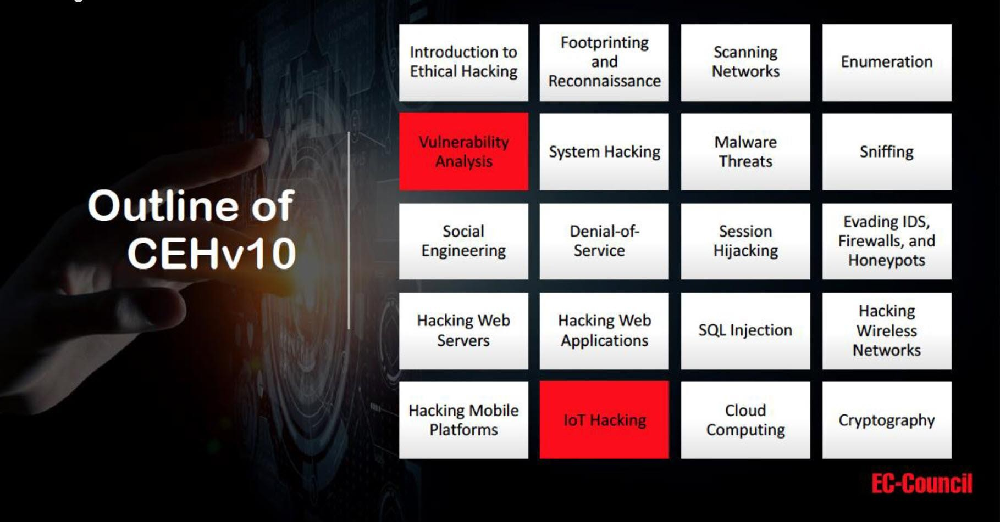 Outline of
CEHv10
Introduction to
Ethical Hacking
Footprinting
and
Reconnaissance
Scanning
Networks
Enumeration
Vulnerability
Analysis
System Hacking
Malware
Threats
Sniffing
Social
Engineering
Denial-of-
Service
Session
Hijacking
Evading IDS,
Firewalls, and
Honeypots
Hacking Web
Servers
Hacking Web
Applications
SQL Injection
Hacking
Wireless
Networks
Hacking Mobile
Platforms
IoT Hacking
Cloud
Computing
Cryptography
EC-Council